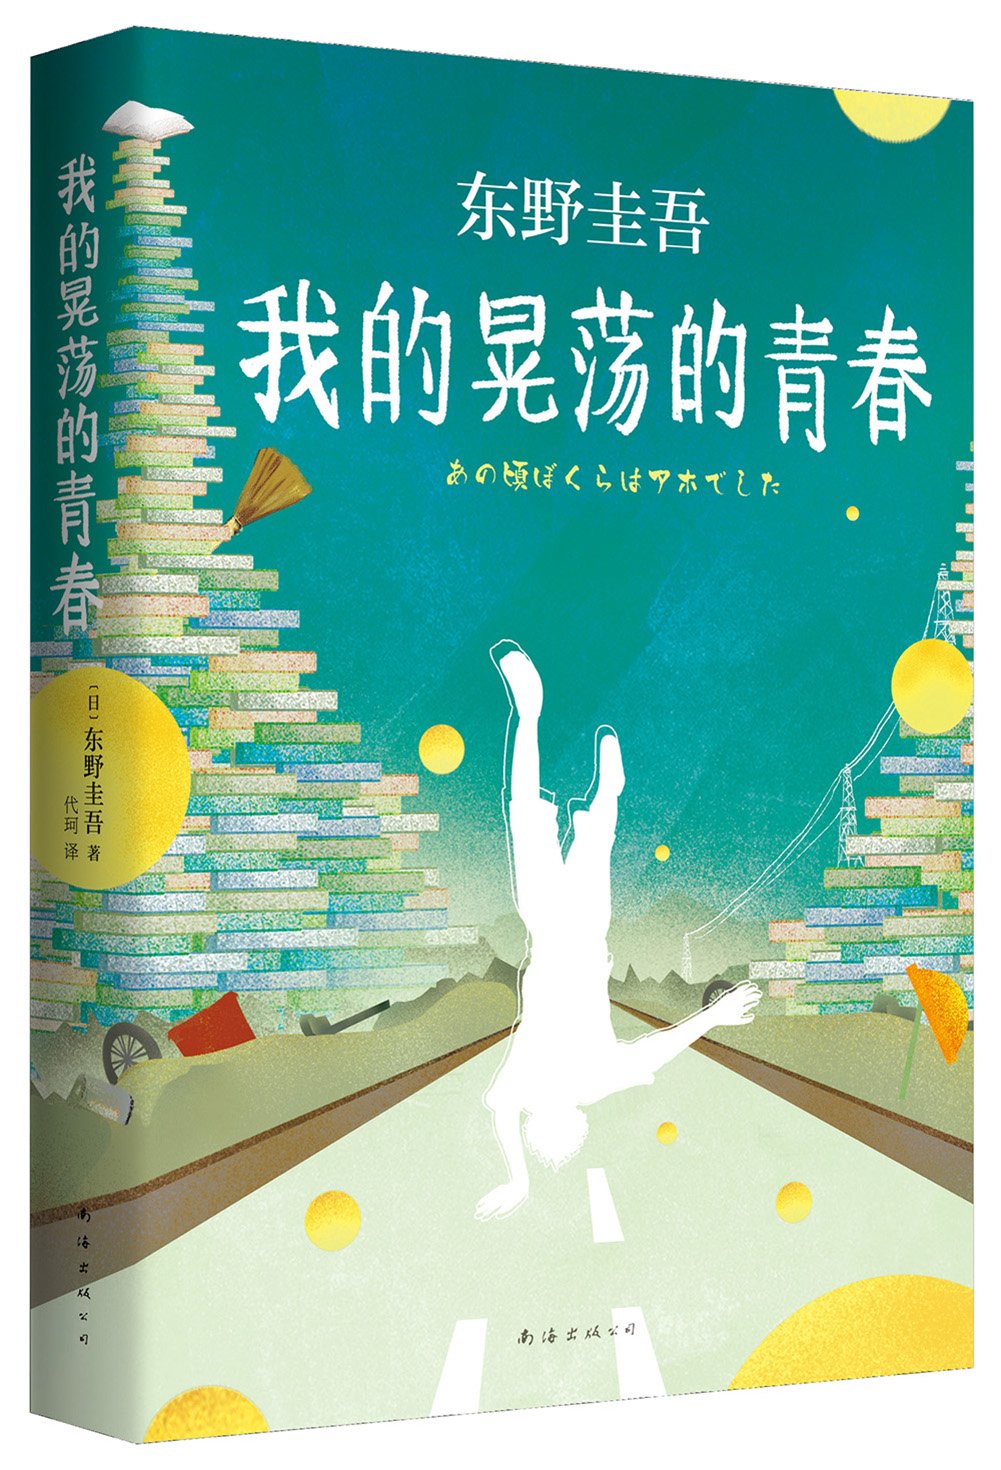 东野圭吾
我的晃荡的青春
あの頃ぼくらはアホでした
南海出版公司
我的晃荡的青春
〔日〕东野圭吾 著
代珂 译
南海出版公司